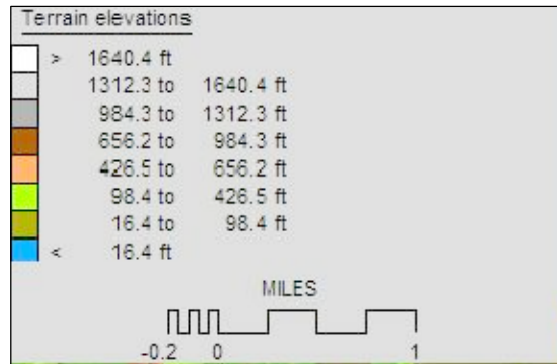 Terrain elevations
> 1640.4 ft
1312.3 to 1640.4 ft
984.3 to 1312.3 ft
656.2 to 984.3 ft
426.5 to 656.2 ft
98.4 to 426.5 ft
16.4 to 98.4 ft
< 16.4 ft
MILES
-0.2 0 1